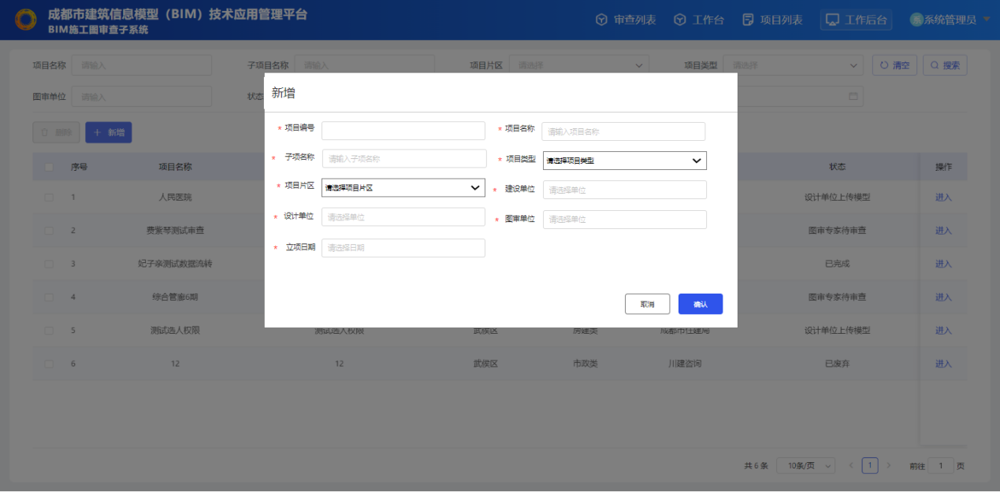 成都市建筑信息模型（BIM）技术应用管理平台
BIM施工图审查子系统
审查列表 工作台 项目列表 工作后台 系 系统管理员
项目名称 请输入 子项目名称 请输入 项目片区 请选择 项目类型 请选择 清空 搜索
图审单位 请输入 状态
删除 新增
新增
* 项目编号 * 项目名称 请输入项目名称
* 子项名称 请输入子项名称 * 项目类型 请选择项目类型
* 项目片区 请选择项目片区 * 建设单位 请选择单位
* 设计单位 请选择单位 * 图审单位 请选择单位
* 立项日期 请选择日期
取消 确认
序号 项目名称 状态 操作
1 人民医院 设计单位上传模型 进入
2 费爱琴测试审查 图审专家待审查 进入
3 妃子亲测试数据流转 已完成 进入
4 综合管廊6期 图审专家待审查 进入
5 测试选人权限 测试选人权限 武侯区 房建类 成都市住建局 设计单位上传模型 进入
6 12 12 武侯区 市政类 川建咨询 已废弃 进入
共 6 条 10条/页 < 1 > 前往 1 页